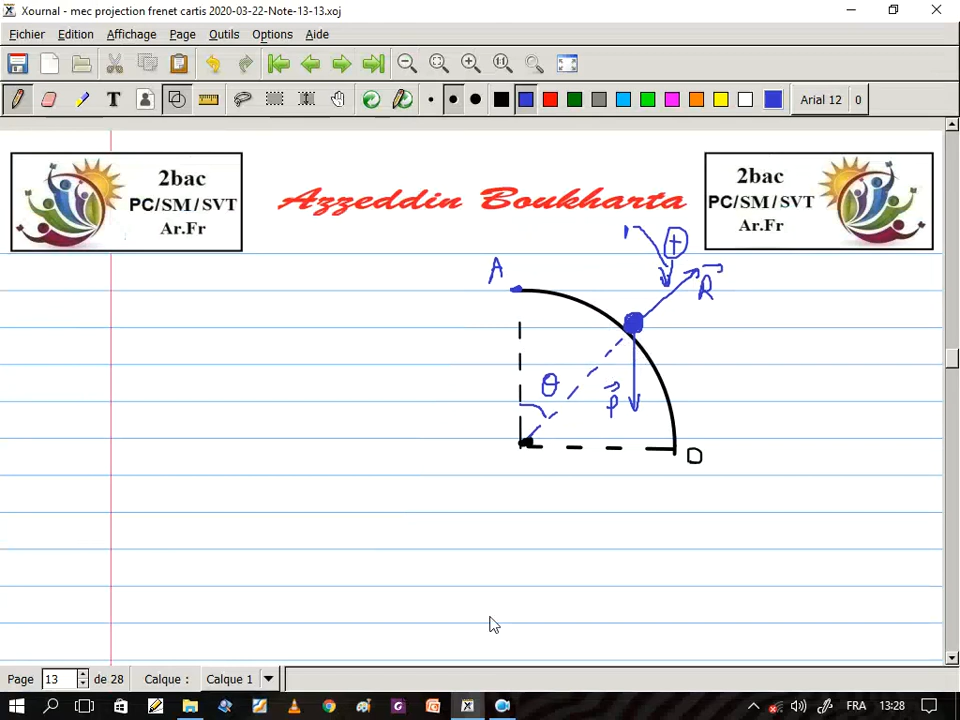 Xournal - mec projection frenet cartis 2020-03-22-Note-13-13.xoj
Fichier Edition Affichage Page Outils Options Aide
T 1:1 Arial 12 0
2bac
PC/SM/SVT
Ar.Fr
Azzeddin Boukharta
2bac
PC/SM/SVT
Ar.Fr
+
A
R
θ
P
D
Page 13 de 28 Calque : Calque 1
FRA 13:28